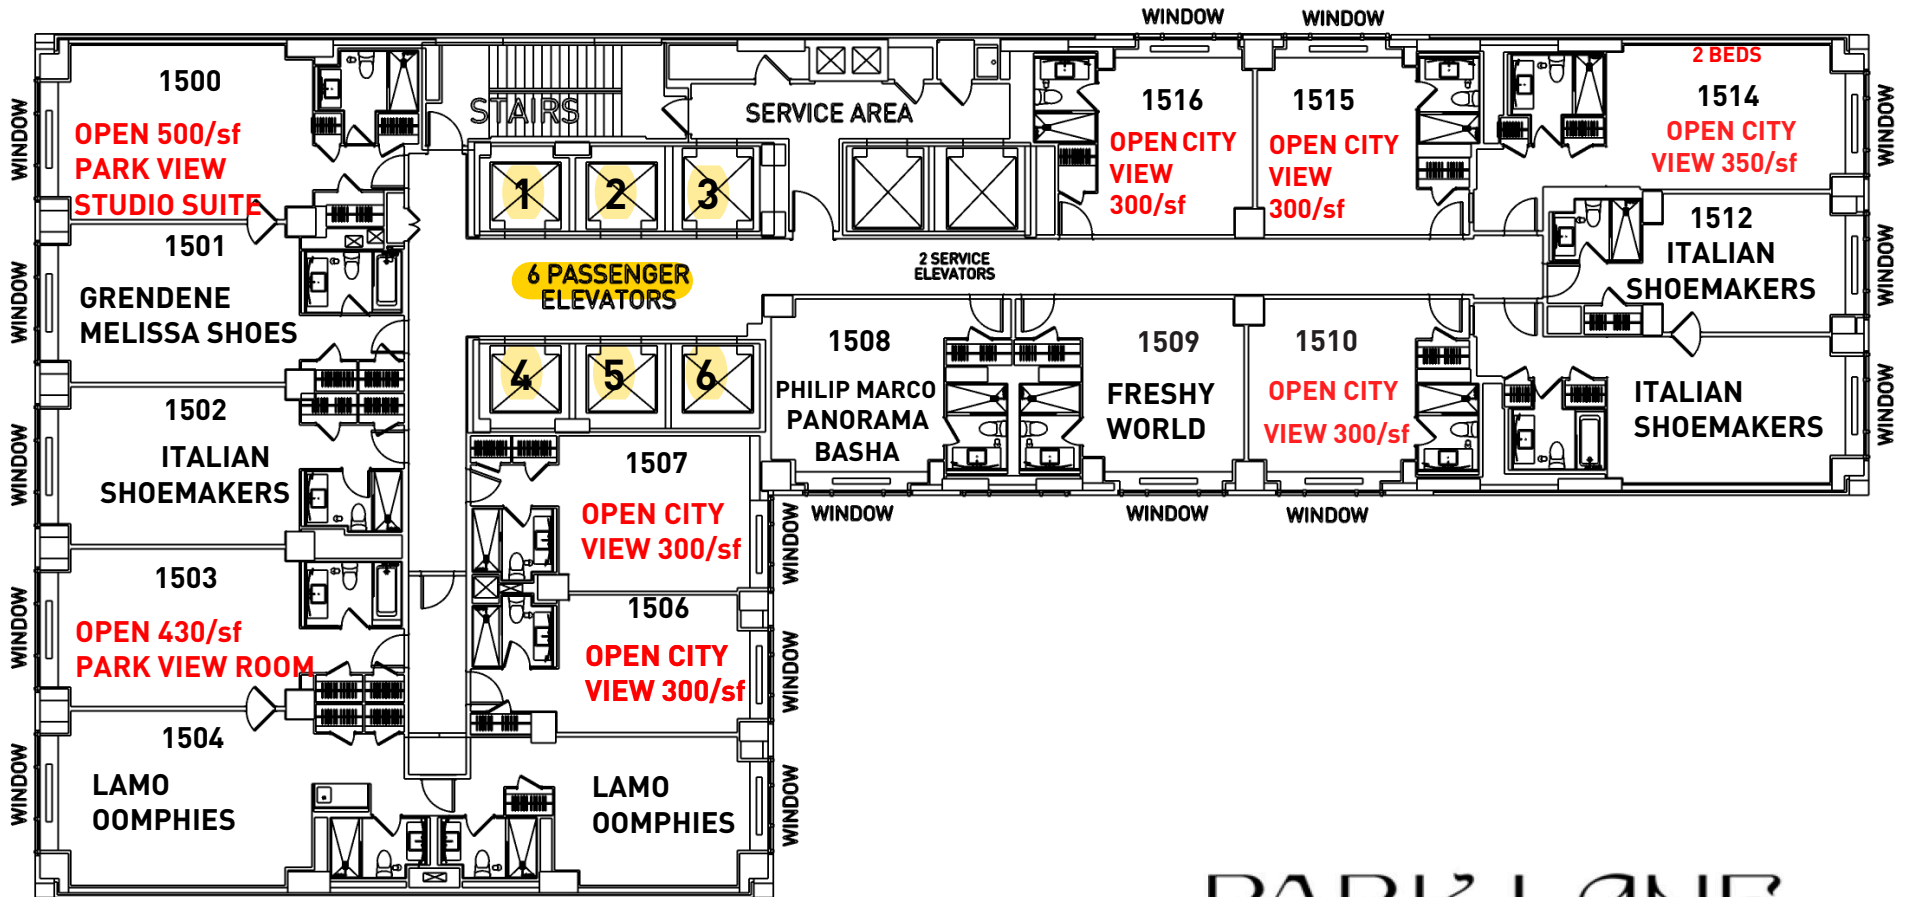 WINDOW
WINDOW
1500
OPEN 500/sf
PARK VIEW
STUDIO SUITE
WINDOW
STAIRS
SERVICE AREA
1516
OPEN CITY
VIEW
300/sf
1515
OPEN CITY
VIEW
300/sf
2 BEDS
1514
OPEN CITY
VIEW 350/sf
WINDOW
1
2
3
1501
GRENDENE
MELISSA SHOES
WINDOW
6 PASSENGER
ELEVATORS
2 SERVICE
ELEVATORS
1512
ITALIAN
SHOEMAKERS
WINDOW
4
5
6
1502
ITALIAN
SHOEMAKERS
WINDOW
1508
PHILIP MARCO
PANORAMA
BASHA
1509
FRESHY
WORLD
1510
OPEN CITY
VIEW 300/sf
ITALIAN
SHOEMAKERS
WINDOW
1507
OPEN CITY
VIEW 300/sf
WINDOW
WINDOW
WINDOW
WINDOW
1503
OPEN 430/sf
PARK VIEW ROOM
WINDOW
1506
OPEN CITY
VIEW 300/sf
WINDOW
1504
LAMO
OOMPHIES
WINDOW
LAMO
OOMPHIES
WINDOW
PARK LANE